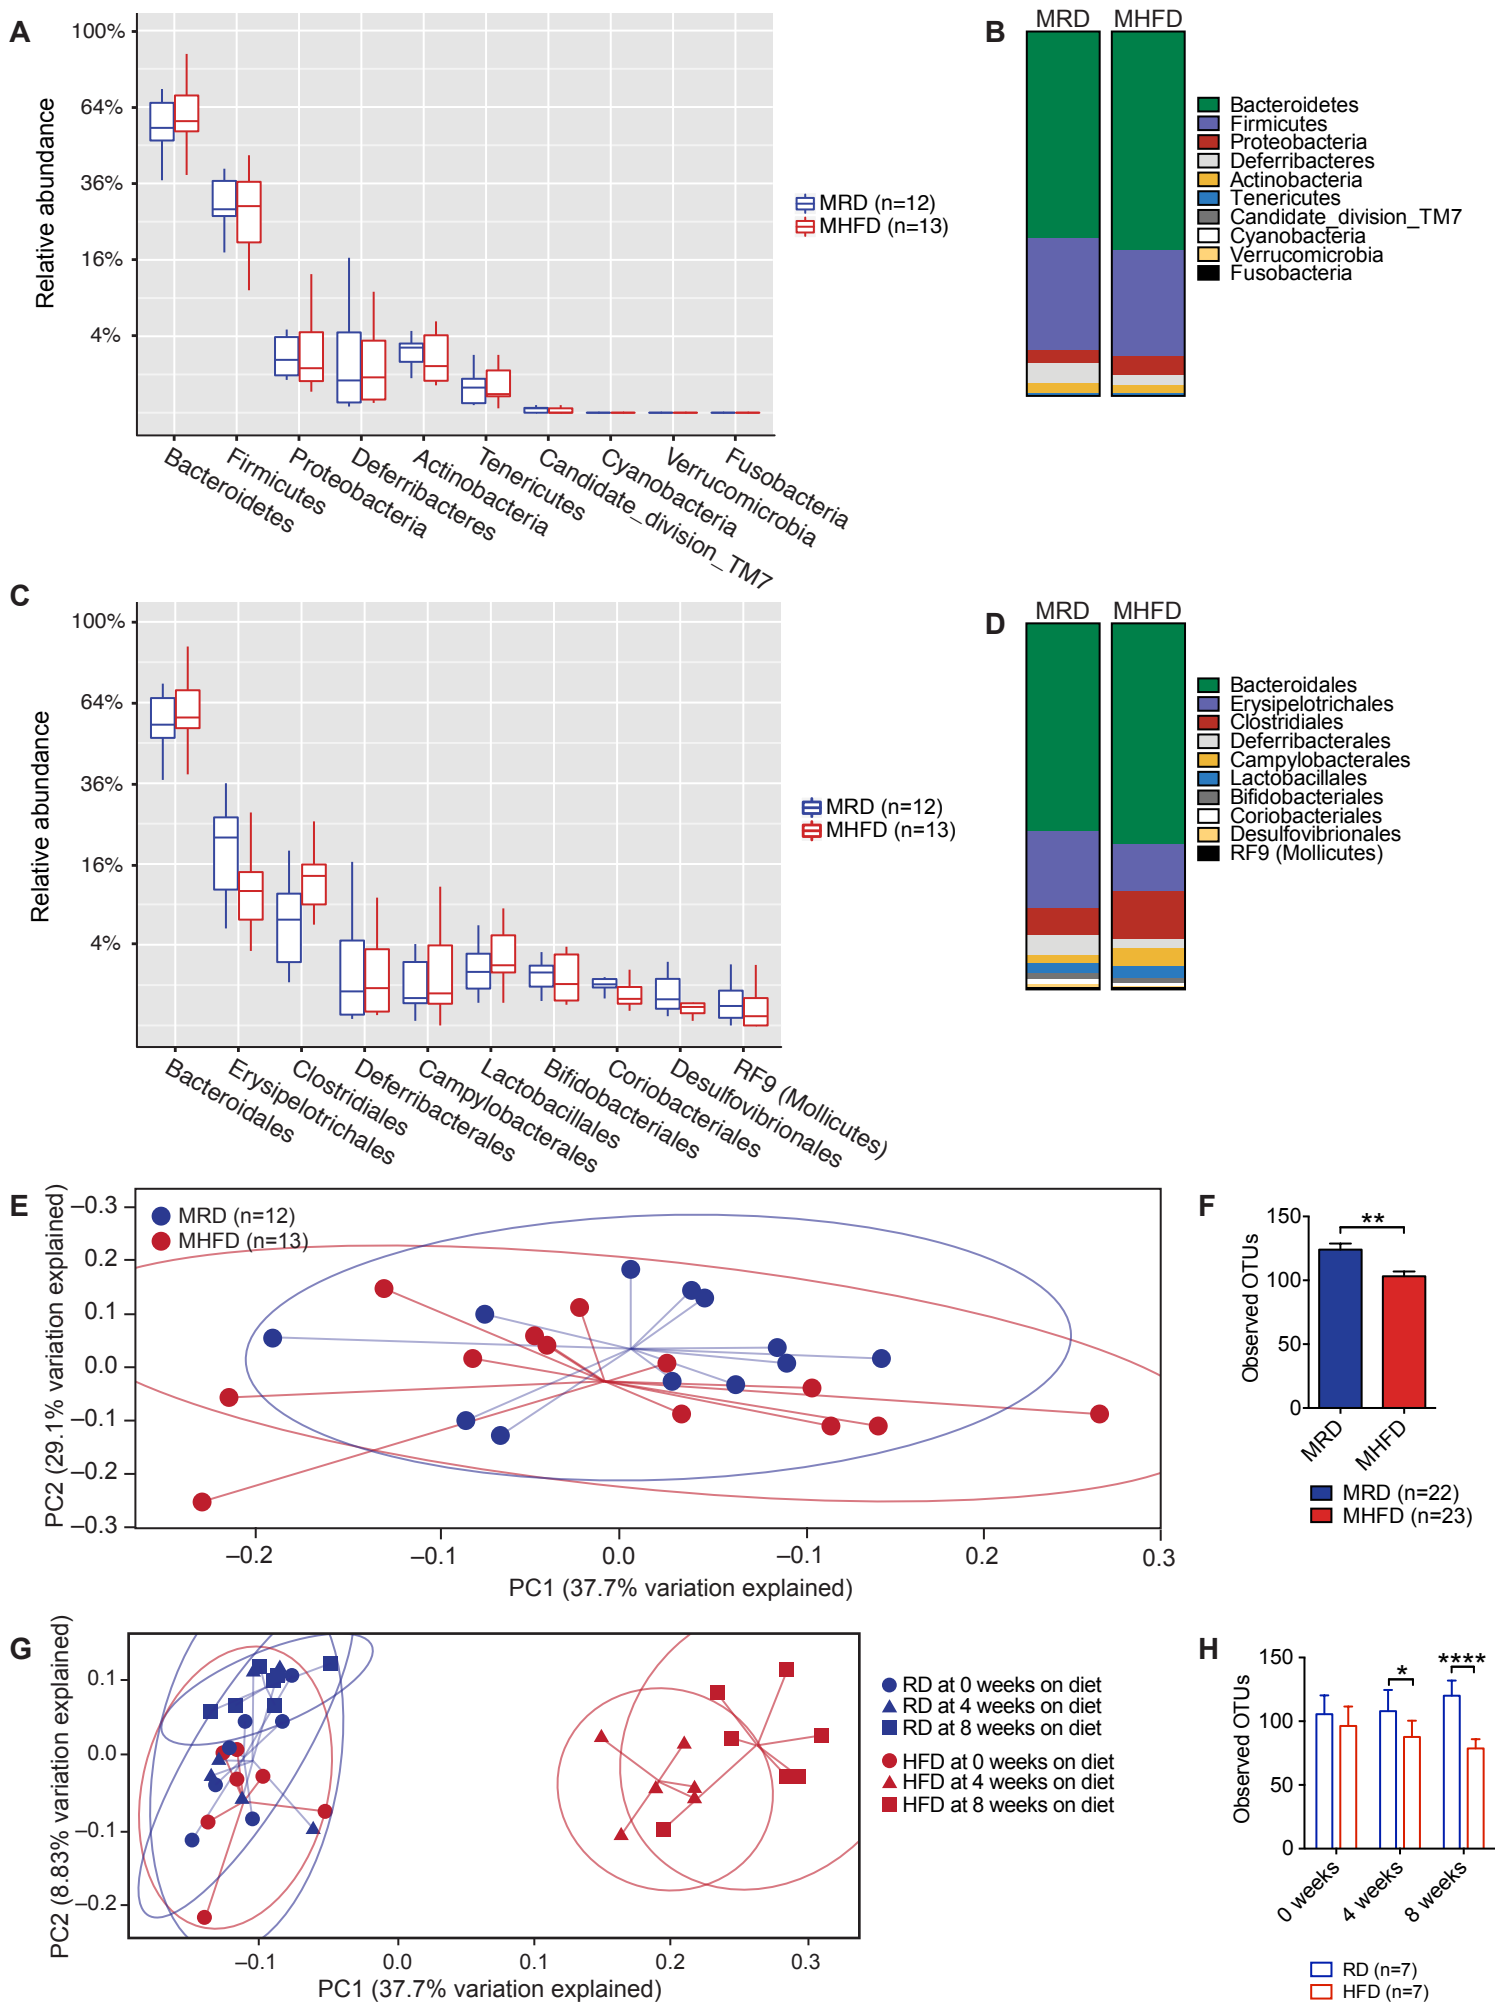 A
100%
64%
36%
16%
4%
Relative abundance
MRD (n=12)
MHFD (n=13)
Bacteroidetes
Firmicutes
Proteobacteria
Deferribacteres
Actinobacteria
Tenericutes
Candidate_division_TM7
Cyanobacteria
Verrucomicrobia
Fusobacteria
B
MRD MHFD
Bacteroidetes
Firmicutes
Proteobacteria
Deferribacteres
Actinobacteria
Tenericutes
Candidate_division_TM7
Cyanobacteria
Verrucomicrobia
Fusobacteria
C
100%
64%
36%
16%
4%
Relative abundance
MRD (n=12)
MHFD (n=13)
Bacteroidales
Erysipelotrichales
Clostridiales
Deferribacterales
Campylobacterales
Lactobacillales
Bifidobacteriales
Coriobacteriales
Desulfovibrionales
RF9 (Mollicutes)
D
MRD MHFD
Bacteroidales
Erysipelotrichales
Clostridiales
Deferribacterales
Campylobacterales
Lactobacillales
Bifidobacteriales
Coriobacteriales
Desulfovibrionales
RF9 (Mollicutes)
E
PC2 (29.1% variation explained)
–0.3
0.2
0.1
0.0
–0.1
–0.2
–0.3
MRD (n=12)
MHFD (n=13)
–0.2 –0.1 0.0 –0.1 0.2 0.3
PC1 (37.7% variation explained)
F
Observed OTUs
150
100
50
0
**
MRD
MHFD
MRD (n=22)
MHFD (n=23)
G
PC2 (8.83% variation explained)
0.1
0.0
–0.1
–0.2
–0.1 0.0 0.1 0.2 0.3
PC1 (37.7% variation explained)
RD at 0 weeks on diet
RD at 4 weeks on diet
RD at 8 weeks on diet
HFD at 0 weeks on diet
HFD at 4 weeks on diet
HFD at 8 weeks on diet
H
Observed OTUs
150
100
50
0
*
****
0 weeks
4 weeks
8 weeks
RD (n=7)
HFD (n=7)